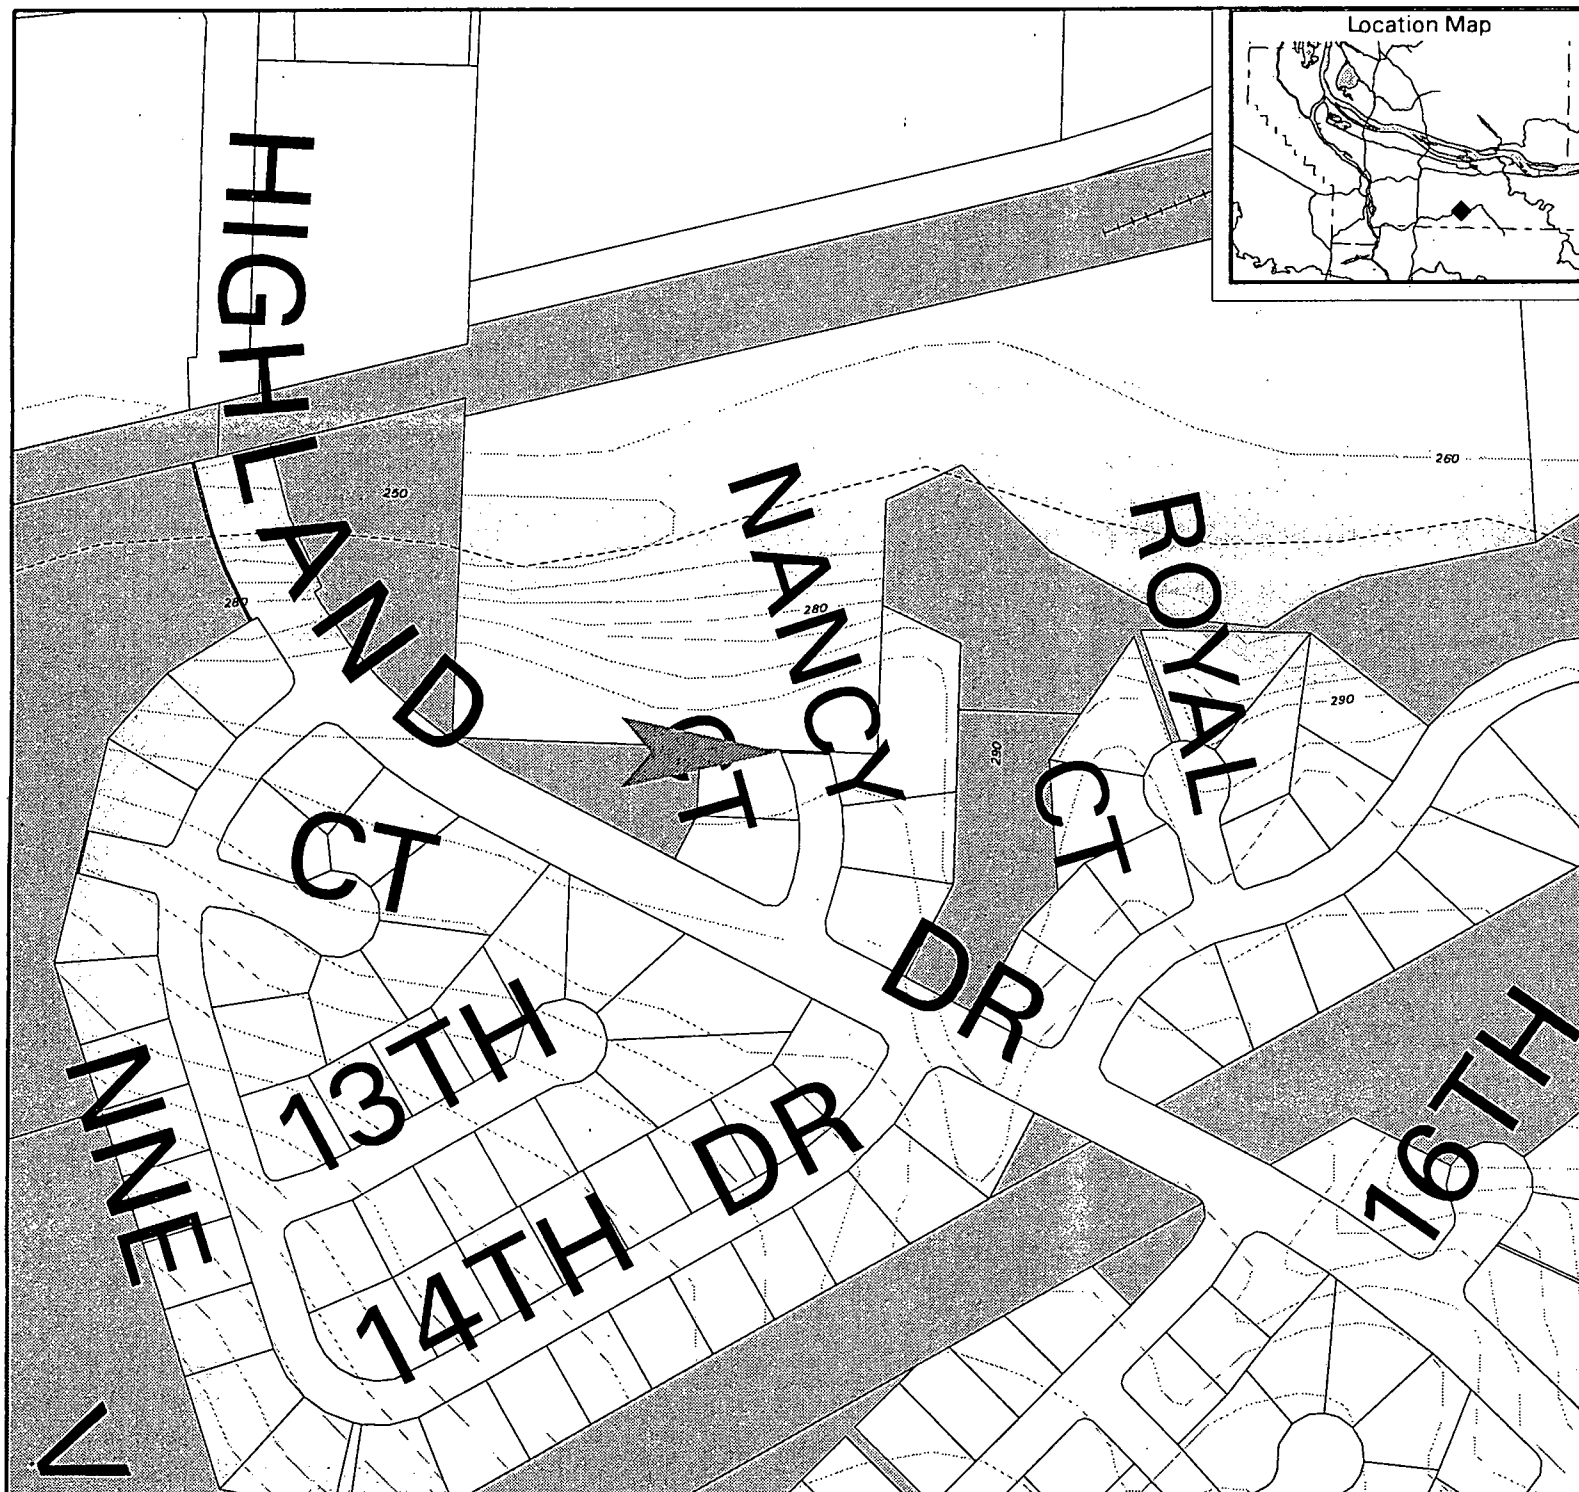 Location Map
HIGHLAND
DR
250
260
280
280
290
290
NANCY
CT
ROYAL
CT
CT
13TH
14TH
DR
16TH
NNE